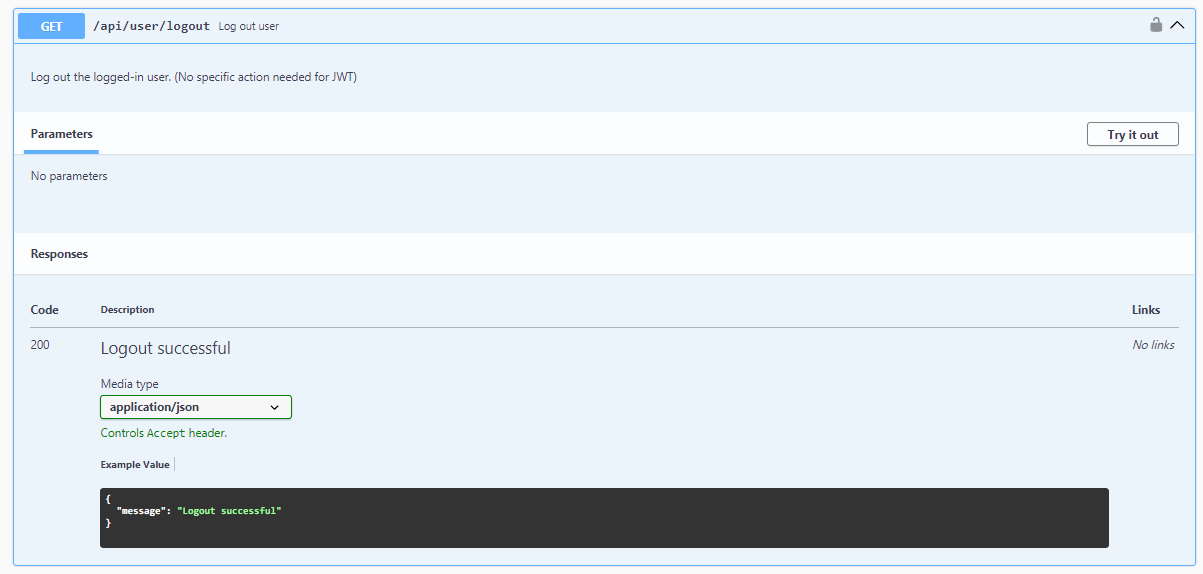 GET /api/user/logout Log out user
Log out the logged-in user. (No specific action needed for JWT)
Parameters
Try it out
No parameters
Responses
Code Description Links
200 Logout successful No links
Media type
application/json
Controls Accept header.
Example Value
{
"message": "Logout successful"
}